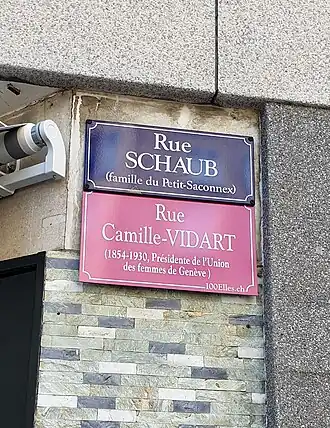 Rue
SCHAUB
(famille du Petit-Saconnex)
Rue
Camille-VIDART
(1854-1930, Présidente de l'Union
des femmes de Genève)
100Elles.ch